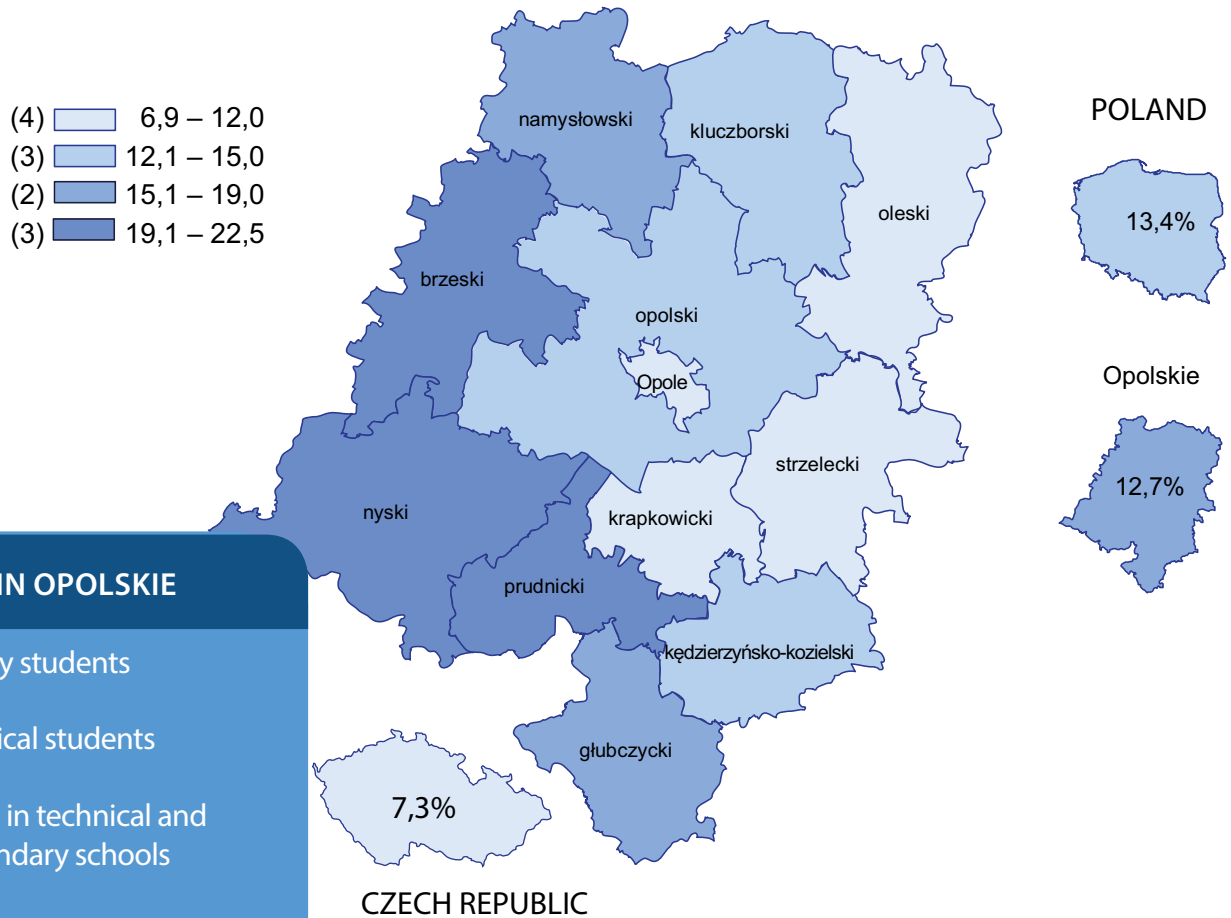 (4) 6,9 – 12,0
(3) 12,1 – 15,0
(2) 15,1 – 19,0
(3) 19,1 – 22,5
namysłowski
kluczborski
oleski
brzeski
opolski
Opole
strzelecki
nyski
krapkowicki
prudnicki
kędzierzyńsko-kozielski
głubczycki
POLAND
13,4%
Opolskie
12,7%
7,3%
CZECH REPUBLIC
IN OPOLSKIE
y students
ical students
in technical and
ndary schools